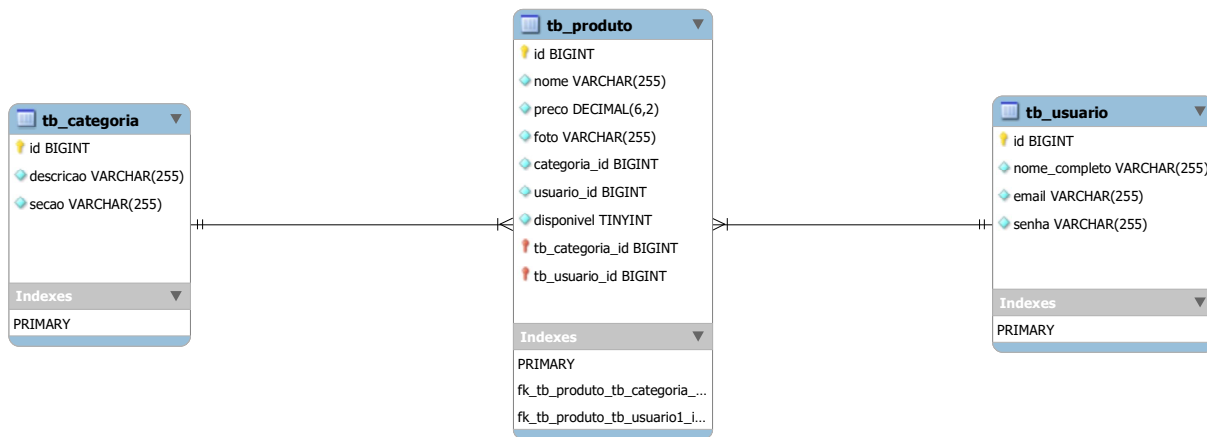 tb_categoria
id BIGINT
descricao VARCHAR(255)
secao VARCHAR(255)
Indexes
PRIMARY
tb_produto
id BIGINT
nome VARCHAR(255)
preco DECIMAL(6,2)
foto VARCHAR(255)
categoria_id BIGINT
usuario_id BIGINT
disponivel TINYINT
tb_categoria_id BIGINT
tb_usuario_id BIGINT
Indexes
PRIMARY
fk_tb_produto_tb_categoria_...
fk_tb_produto_tb_usuario1_i...
tb_usuario
id BIGINT
nome_completo VARCHAR(255)
email VARCHAR(255)
senha VARCHAR(255)
Indexes
PRIMARY